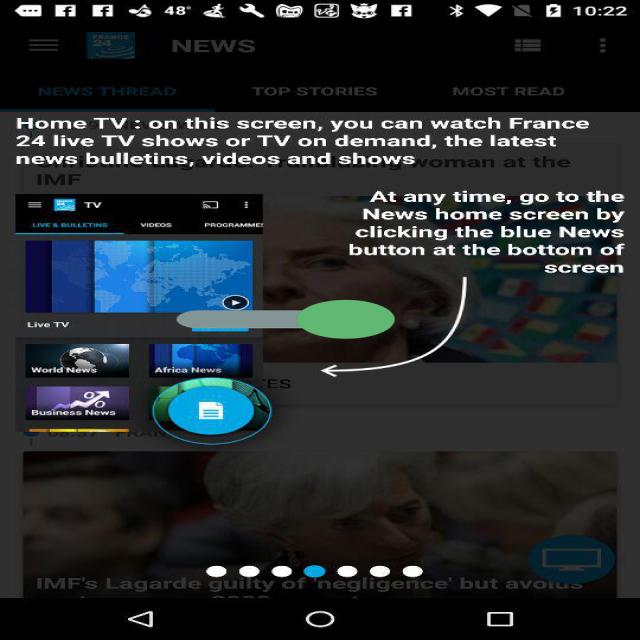 48°
10:22
FRANCE 24
NEWS
NEWS THREAD
TOP STORIES
MOST READ
Home TV: on this screen, you can watch France
24 live TV shows or TV on demand, the latest
news bulletins, videos and shows
woman at the
IMF
At any time, go to the
News home screen by
clicking the blue News
button at the bottom of
screen
TV
LIVE & BULLETINS
VIDEOS
PROGRAMMES
Live TV
World News
Africa News
Business News
IMF's Lagarde guilty of 'negligence' but avoids